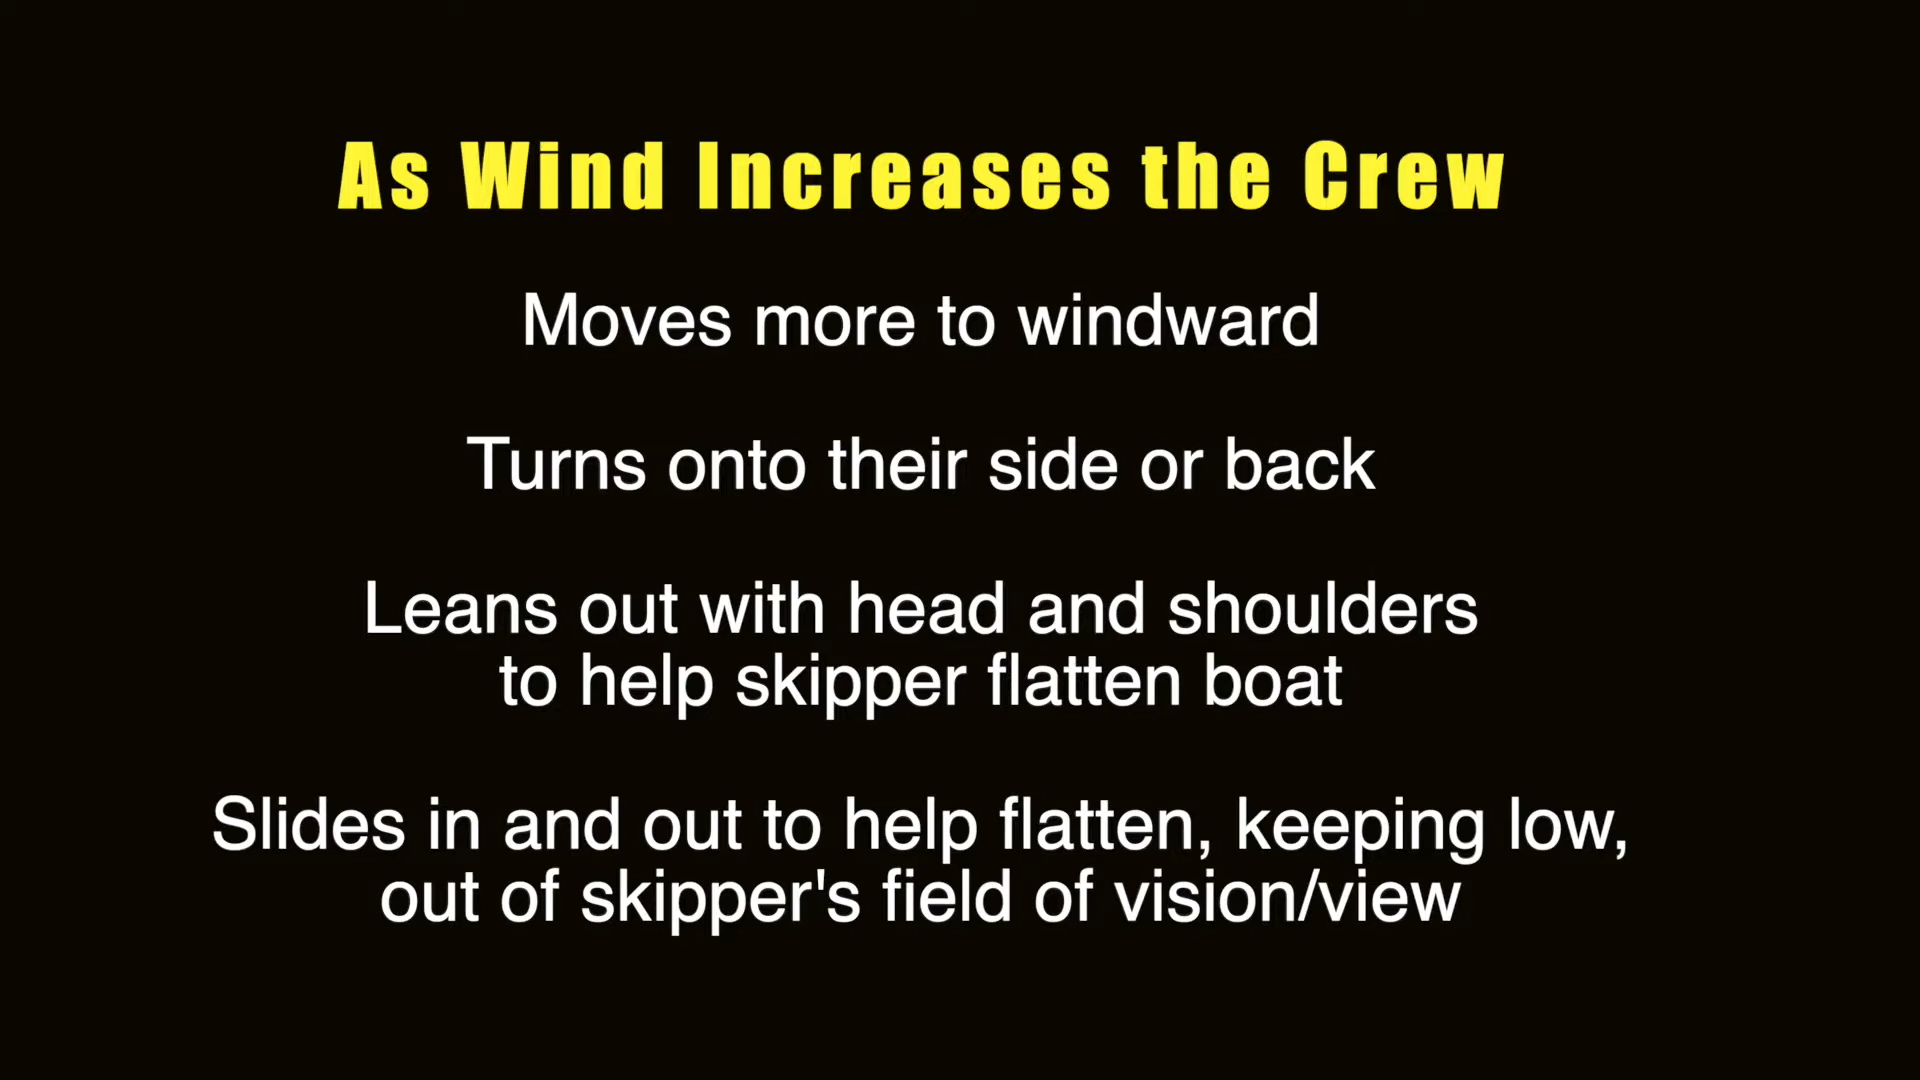 As Wind Increases the Crew
Moves more to windward
Turns onto their side or back
Leans out with head and shoulders
to help skipper flatten boat
Slides in and out to help flatten, keeping low,
out of skipper's field of vision/view